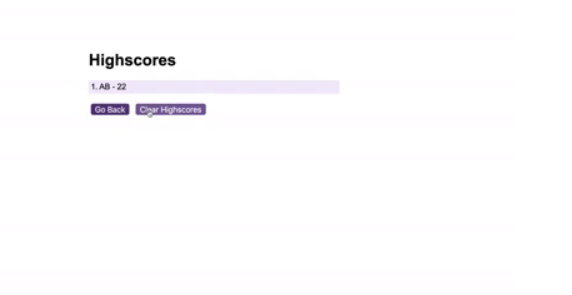 Highscores
1. AB - 22
Go Back Clear Highscores